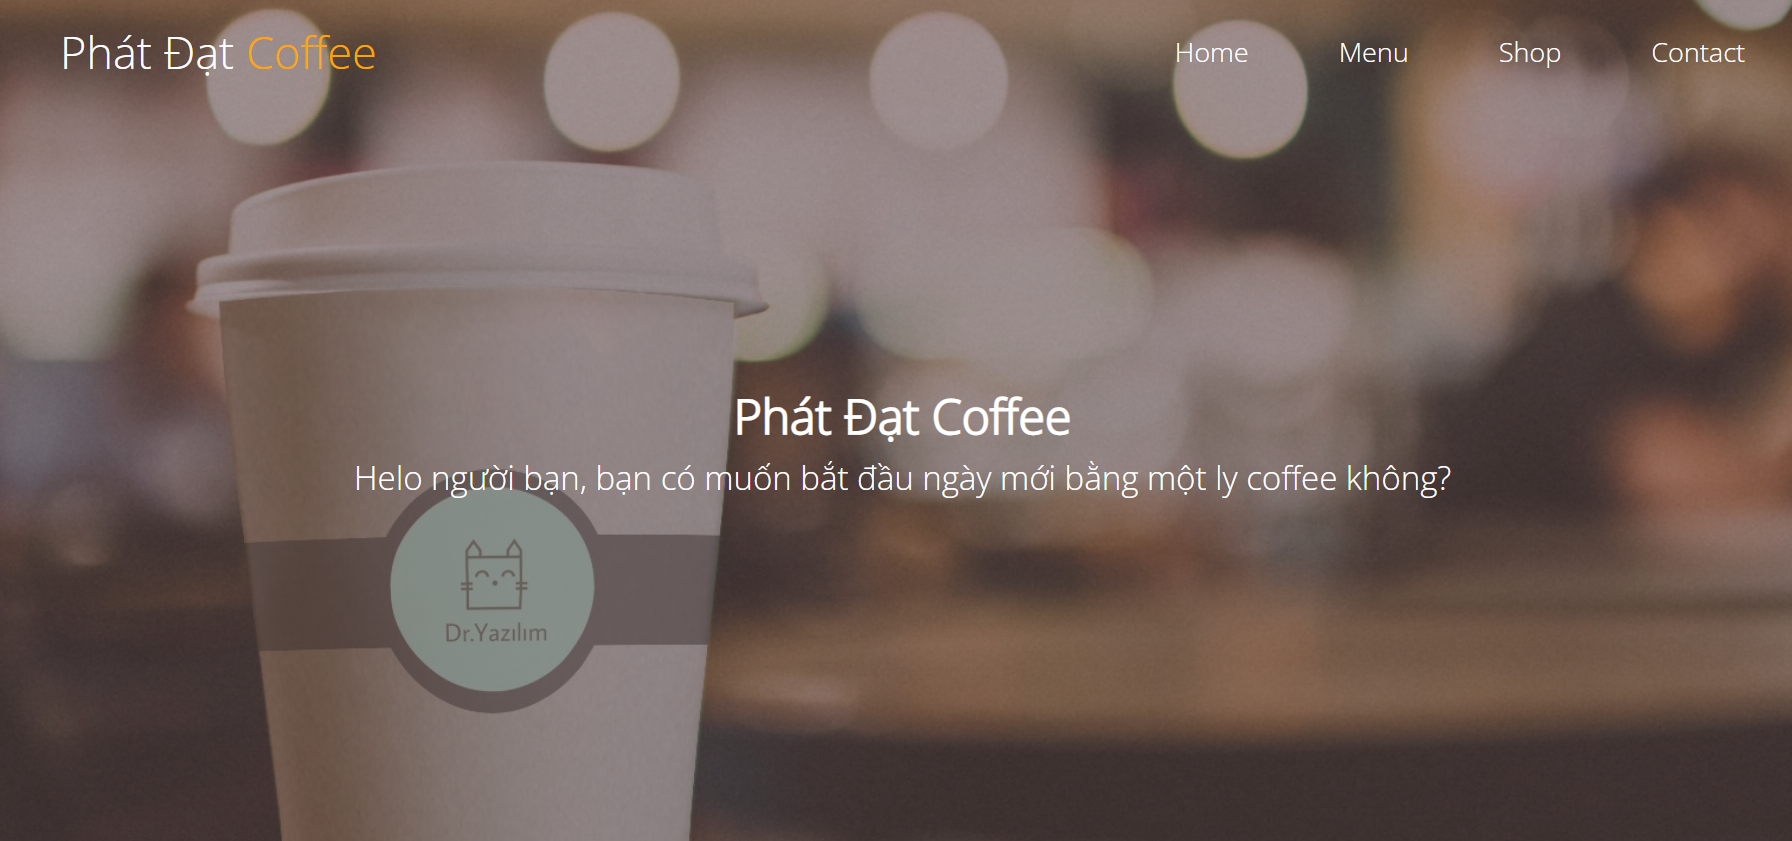 Phát Đạt Coffee
Home Menu Shop Contact
Phát Đạt Coffee
Helo người bạn, bạn có muốn bắt đầu ngày mới bằng một ly coffee không?
Dr.Yazılım